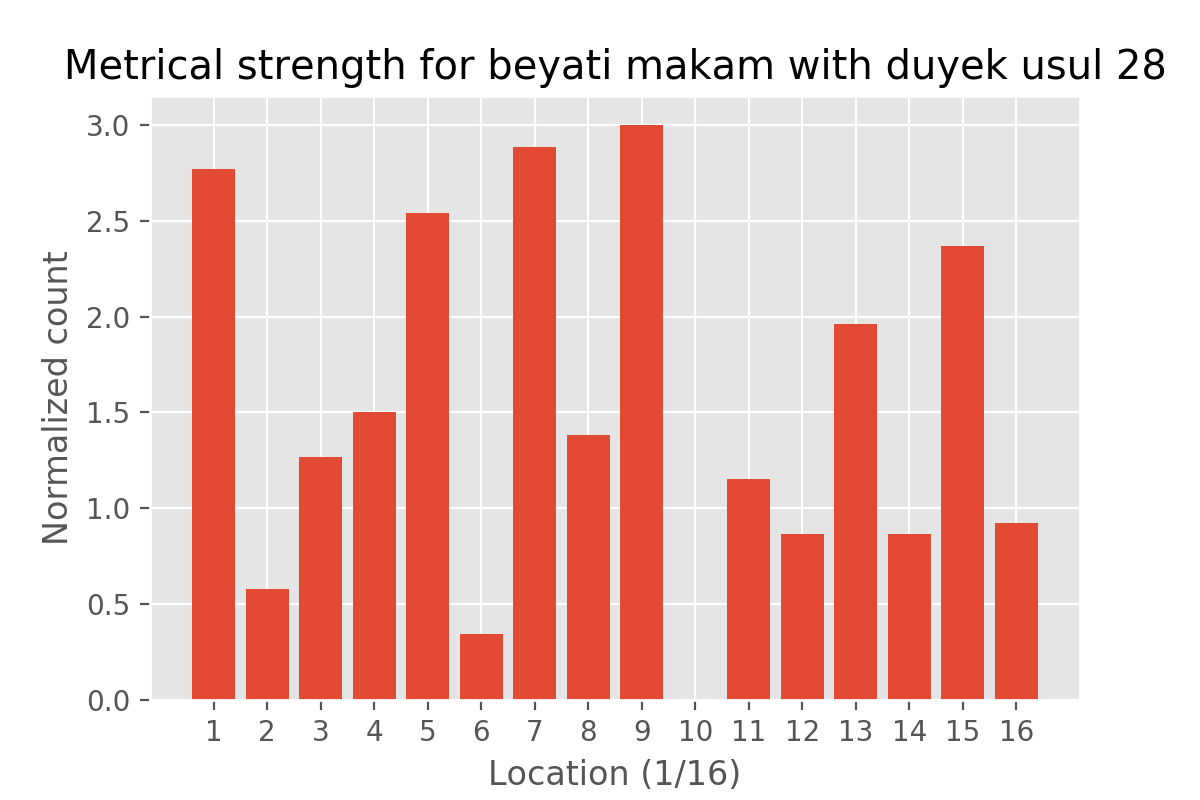 Metrical strength for beyati makam with duyek usul 28
Normalized count
3.0
2.5
2.0
1.5
1.0
0.5
0.0
1 2 3 4 5 6 7 8 9 10 11 12 13 14 15 16
Location (1/16)